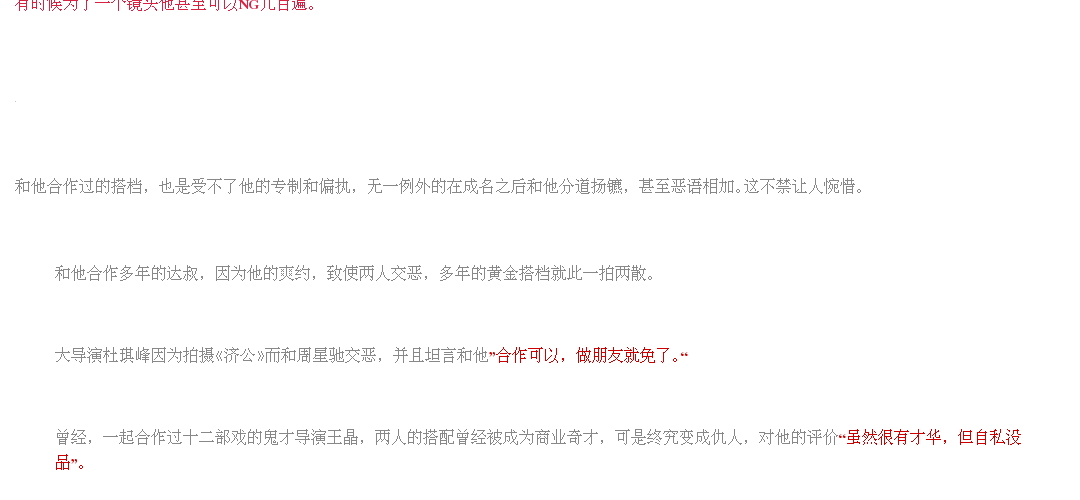 有时候为了一个镜头他甚至可以NG几百遍。
和他合作过的搭档，也是受不了他的专制和偏执，无一例外的在成名之后和他分道扬镳，甚至恶语相加。这不禁让人惋惜。
和他合作多年的达叔，因为他的爽约，致使两人交恶，多年的黄金搭档就此一拍两散。
大导演杜琪峰因为拍摄《济公》而和周星驰交恶，并且坦言和他”合作可以，做朋友就免了。“
曾经，一起合作过十二部戏的鬼才导演王晶，两人的搭配曾经被成为商业奇才，可是终究变成仇人，对他的评价“虽然很有才华，但自私没
品”。